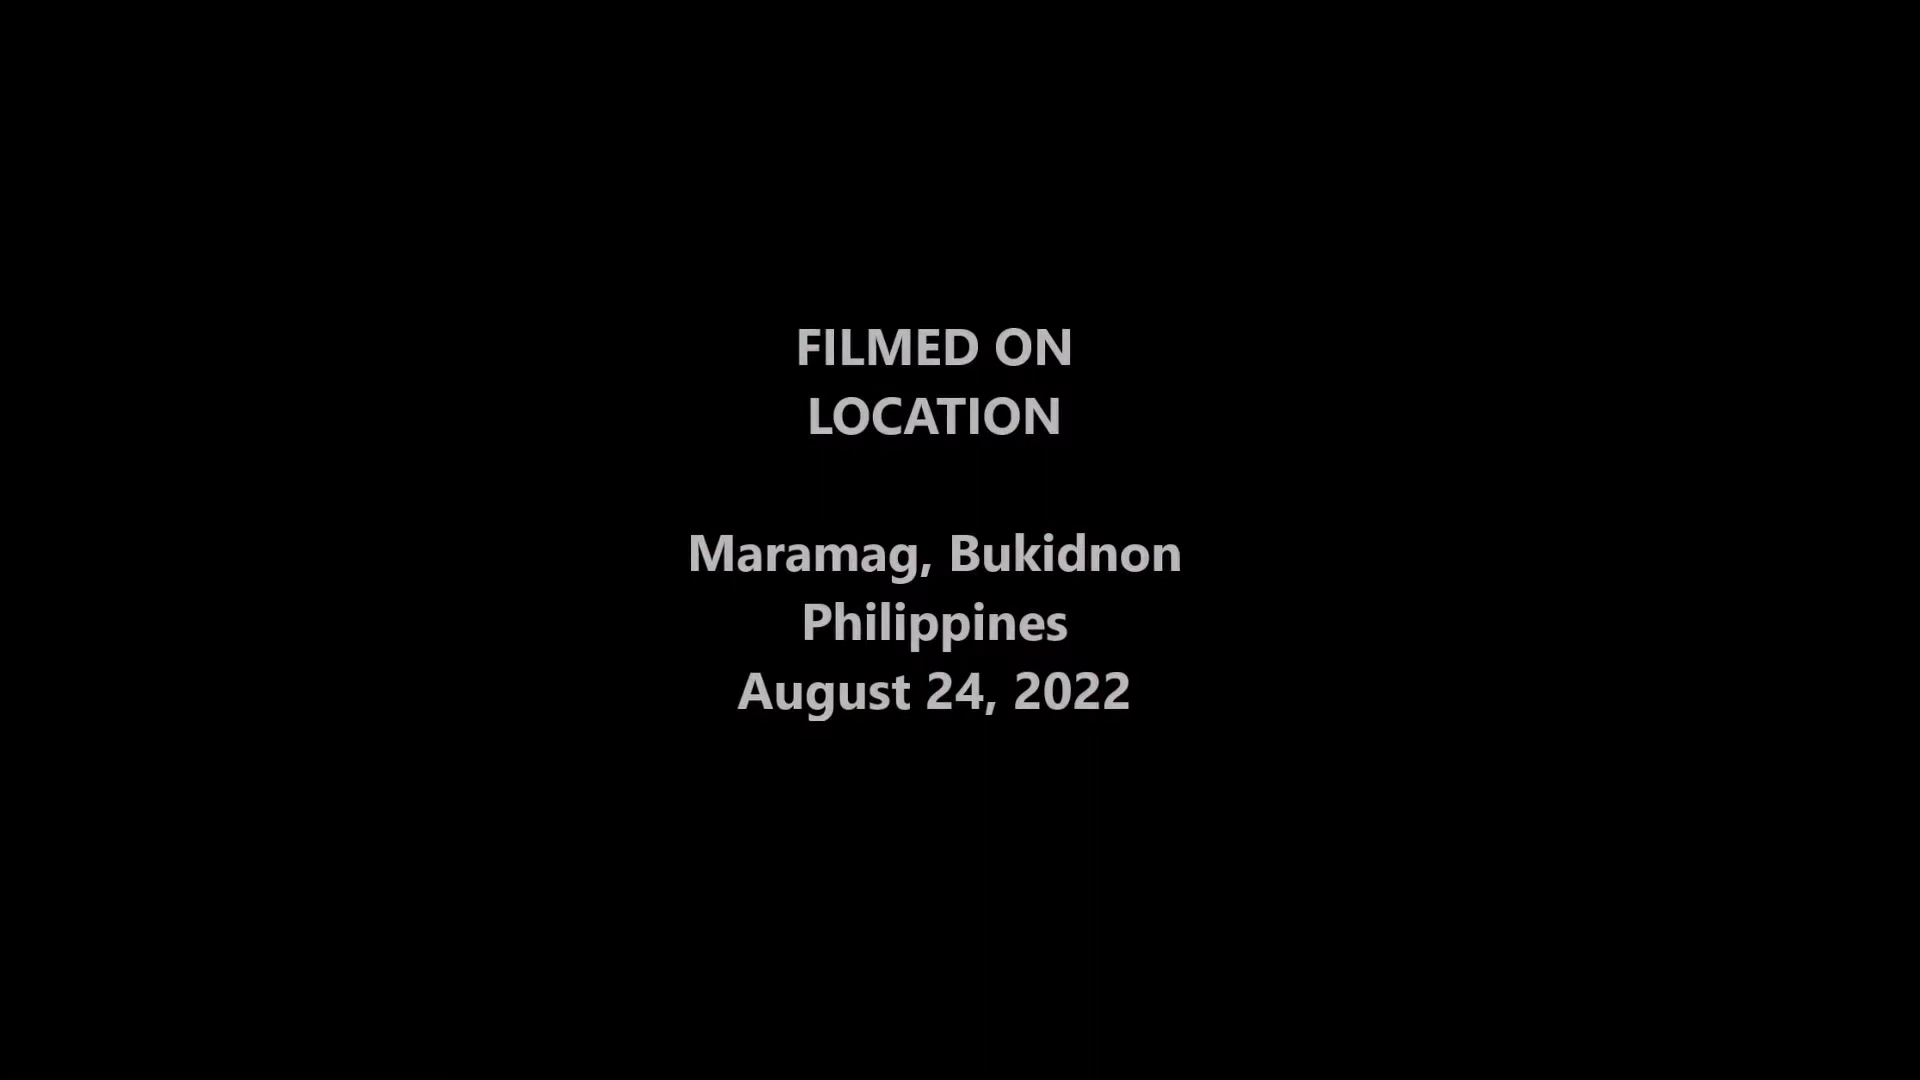 FILMED ON
LOCATION
Maramag, Bukidnon
Philippines
August 24, 2022